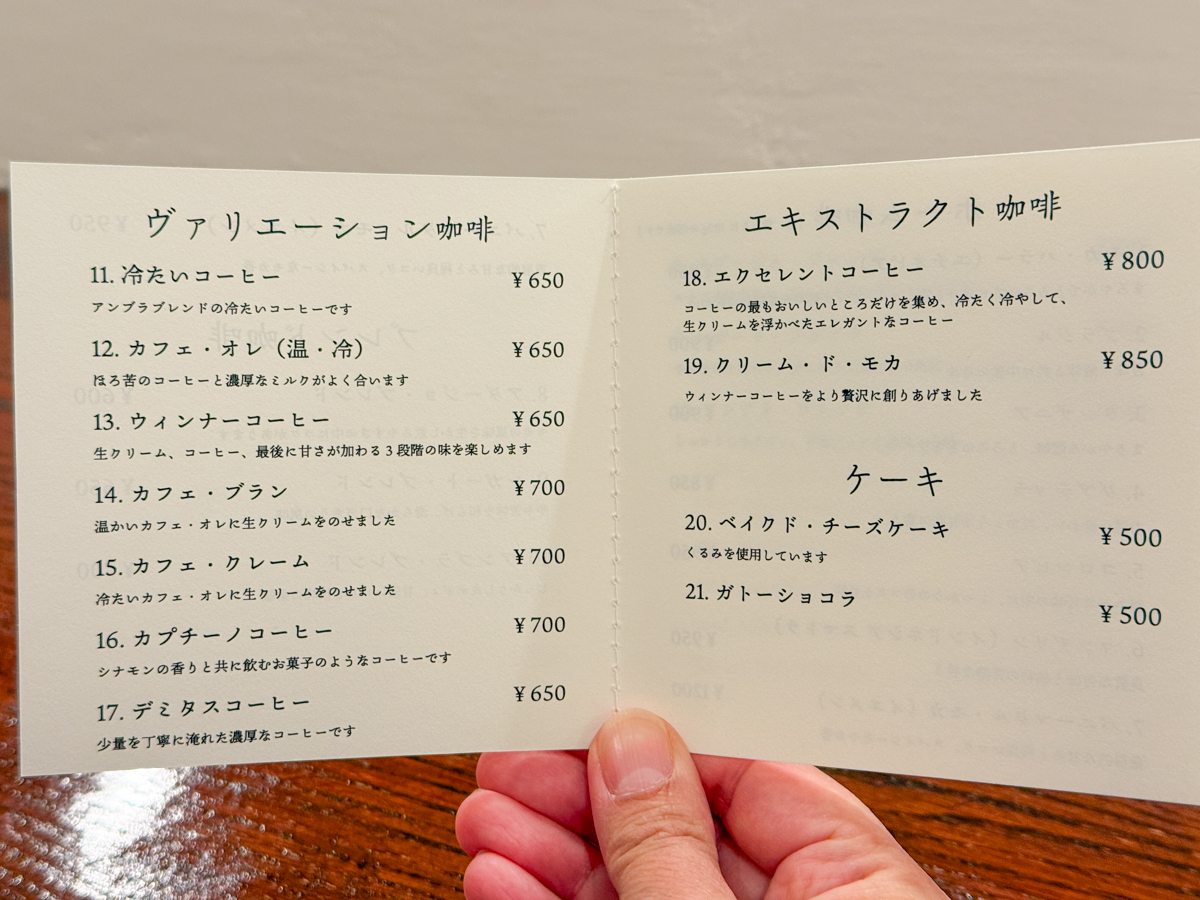 ヴァリエーション珈琲
11. 冷たいコーヒー ¥650
アンブラブレンドの冷たいコーヒーです
12. カフェ・オレ（温・冷） ¥650
ほろ苦のコーヒーと濃厚なミルクがよく合います
13. ウィンナーコーヒー ¥650
生クリーム、コーヒー、最後に甘さが加わる3段階の味を楽しめます
14. カフェ・ブラン ¥700
温かいカフェ・オレに生クリームをのせました
15. カフェ・クレーム ¥700
冷たいカフェ・オレに生クリームをのせました
16. カプチーノコーヒー ¥700
シナモンの香りと共に飲むお菓子のようなコーヒーです
17. デミタスコーヒー ¥650
少量を丁寧に淹れた濃厚なコーヒーです
エキストラクト珈琲
18. エクセレントコーヒー ¥800
コーヒーの最もおいしいところだけを集め、冷たく冷やして、
生クリームを浮かべたエレガントなコーヒー
19. クリーム・ド・モカ ¥850
ウィンナーコーヒーをより贅沢に創りあげました
ケーキ
20. ベイクド・チーズケーキ ¥500
くるみを使用しています
21. ガトーショコラ ¥500